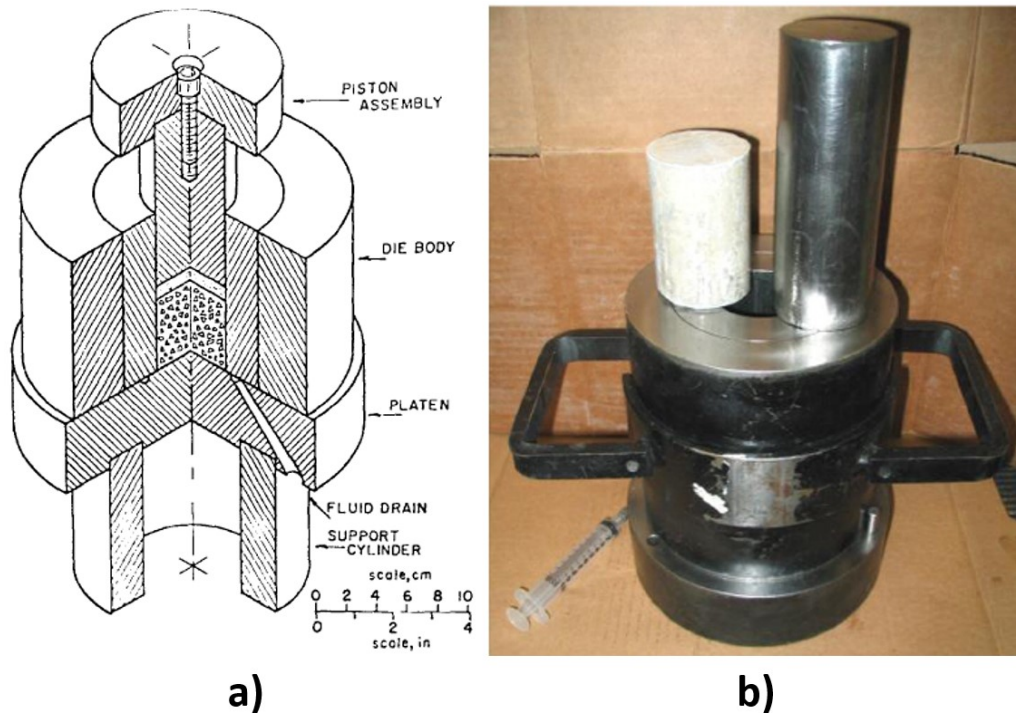 PISTON
ASSEMBLY
DIE BODY
PLATEN
FLUID DRAIN
SUPPORT
CYLINDER
scale, cm
0 2 4 6 8 10
0 2 4
scale, in
a)
b)